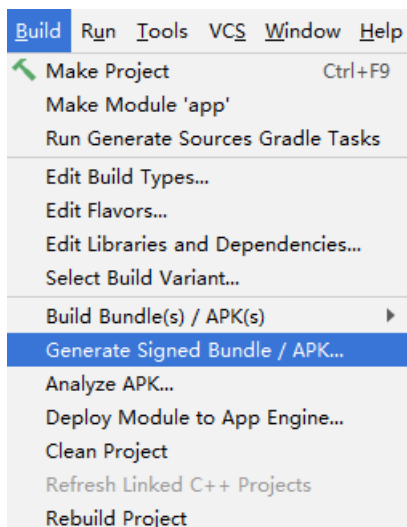 Build Run Tools VCS Window Help
Make Project Ctrl+F9
Make Module 'app'
Run Generate Sources Gradle Tasks
Edit Build Types...
Edit Flavors...
Edit Libraries and Dependencies...
Select Build Variant...
Build Bundle(s) / APK(s)
Generate Signed Bundle / APK...
Analyze APK...
Deploy Module to App Engine...
Clean Project
Refresh Linked C++ Projects
Rebuild Project